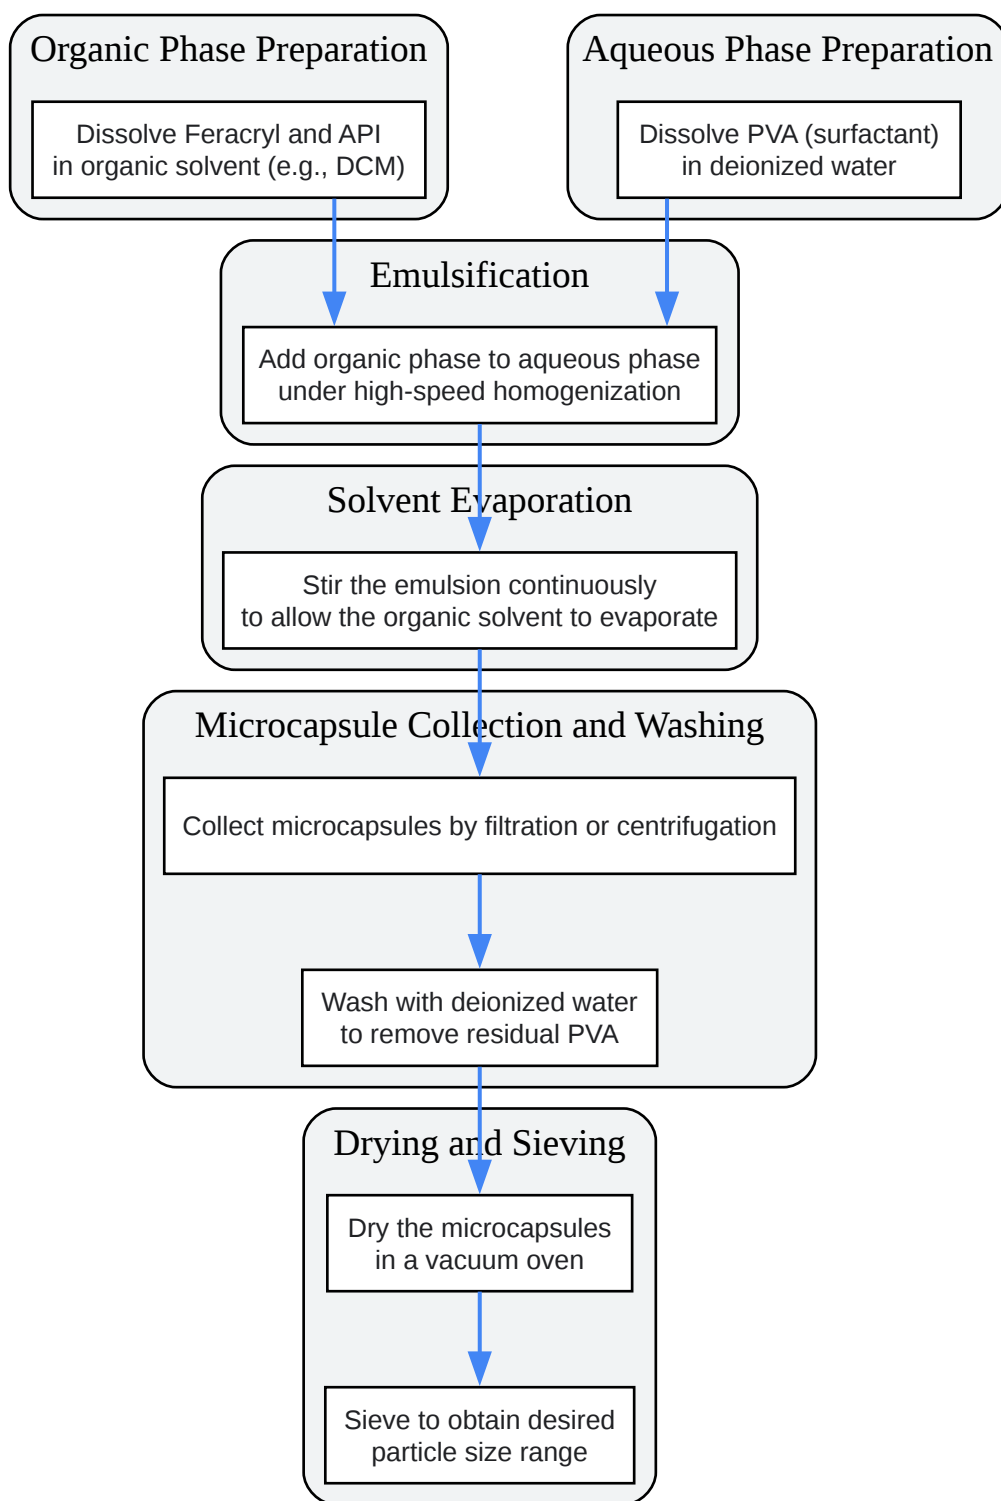 Organic Phase Preparation
Dissolve Feracryl and API
in organic solvent (e.g., DCM)
Aqueous Phase Preparation
Dissolve PVA (surfactant)
in deionized water
Emulsification
Add organic phase to aqueous phase
under high-speed homogenization
Solvent Evaporation
Stir the emulsion continuously
to allow the organic solvent to evaporate
Microcapsule Collection and Washing
Collect microcapsules by filtration or centrifugation
Wash with deionized water
to remove residual PVA
Drying and Sieving
Dry the microcapsules
in a vacuum oven
Sieve to obtain desired
particle size range